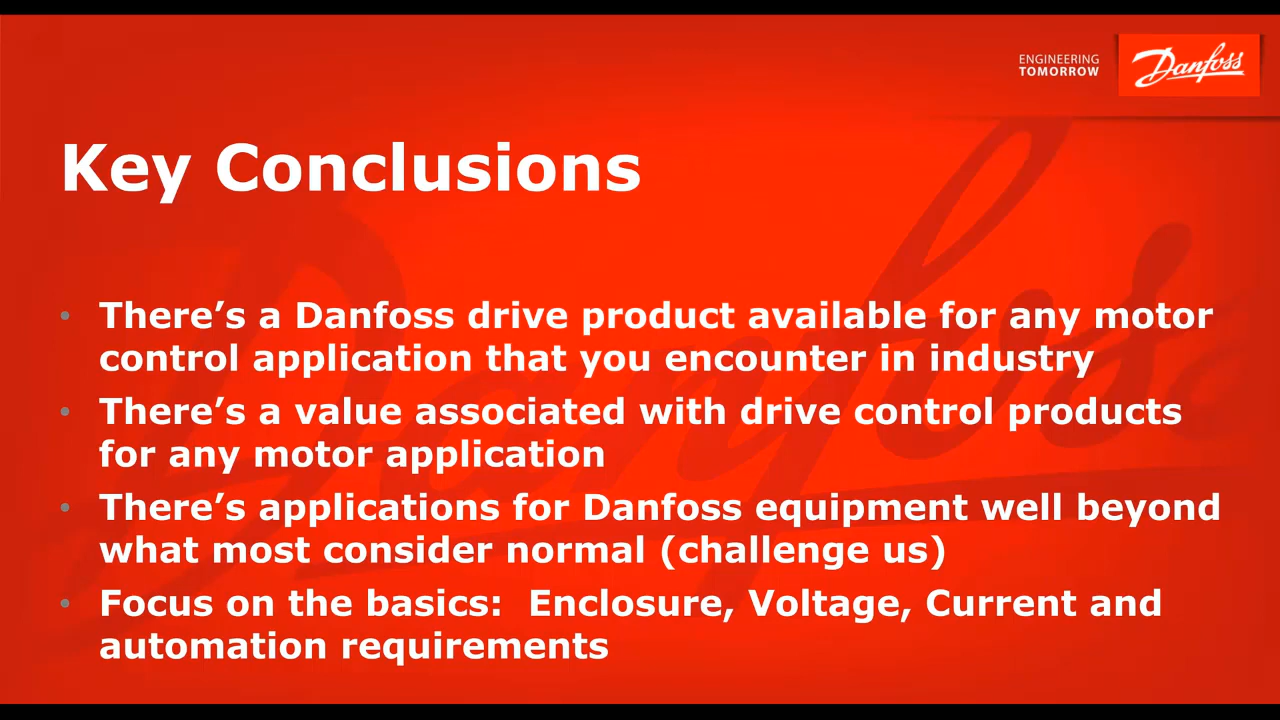 ENGINEERING
TOMORROW
Danfoss
Key Conclusions
• There’s a Danfoss drive product available for any motor
control application that you encounter in industry
• There’s a value associated with drive control products
for any motor application
• There’s applications for Danfoss equipment well beyond
what most consider normal (challenge us)
• Focus on the basics:  Enclosure, Voltage, Current and
automation requirements